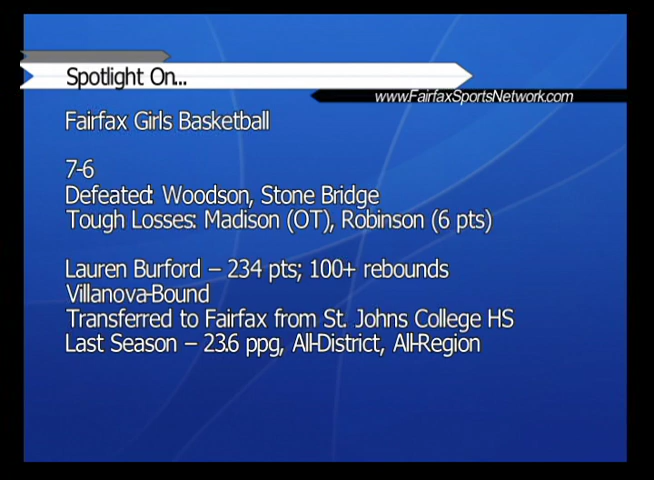 Spotlight On...
www.FairfaxSportsNetwork.com
Fairfax Girls Basketball
7-6
Defeated: Woodson, Stone Bridge
Tough Losses: Madison (OT), Robinson (6 pts)
Lauren Burford – 234 pts; 100+ rebounds
Villanova-Bound
Transferred to Fairfax from St. Johns College HS
Last Season – 23.6 ppg, All-District, All-Region